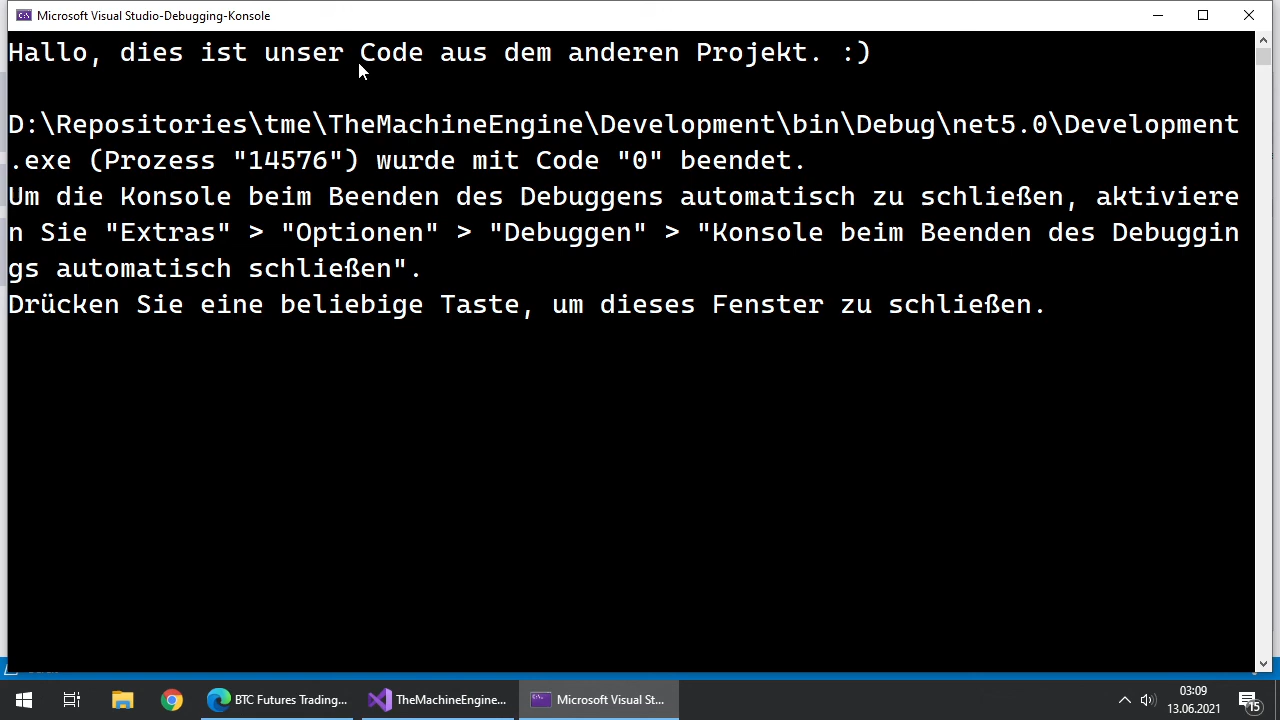 Microsoft Visual Studio-Debugging-Konsole
Hallo, dies ist unser Code aus dem anderen Projekt. :)
D:\Repositories\tme\TheMachineEngine\Development\bin\Debug\net5.0\Development
.exe (Prozess "14576") wurde mit Code "0" beendet.
Um die Konsole beim Beenden des Debuggens automatisch zu schließen, aktiviere
n Sie "Extras" > "Optionen" > "Debuggen" > "Konsole beim Beenden des Debuggin
gs automatisch schließen".
Drücken Sie eine beliebige Taste, um dieses Fenster zu schließen.
BTC Futures Trading...
TheMachineEngine...
Microsoft Visual St...
03:09
13.06.2021
15